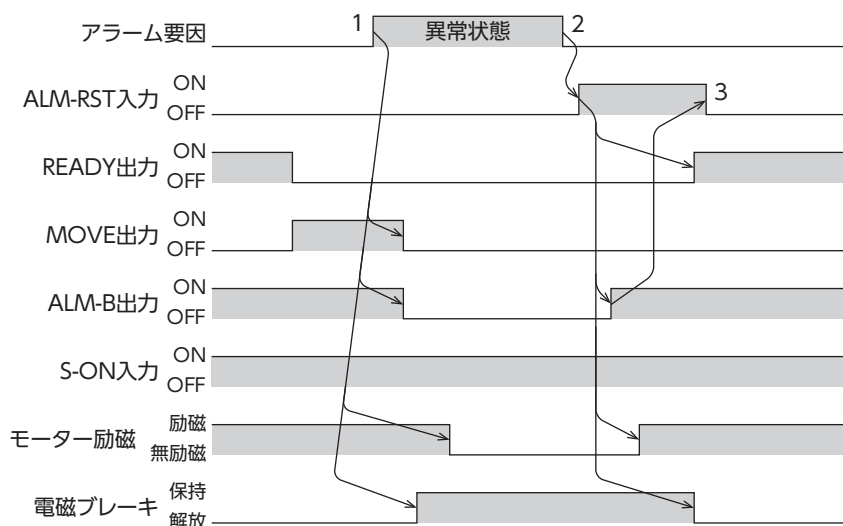 アラーム要因 1 異常状態 2
ALM-RST入力 ON OFF 3
READY出力 ON OFF
MOVE出力 ON OFF
ALM-B出力 ON OFF
S-ON入力 ON OFF
モーター励磁 励磁 無励磁
電磁ブレーキ 保持 解放